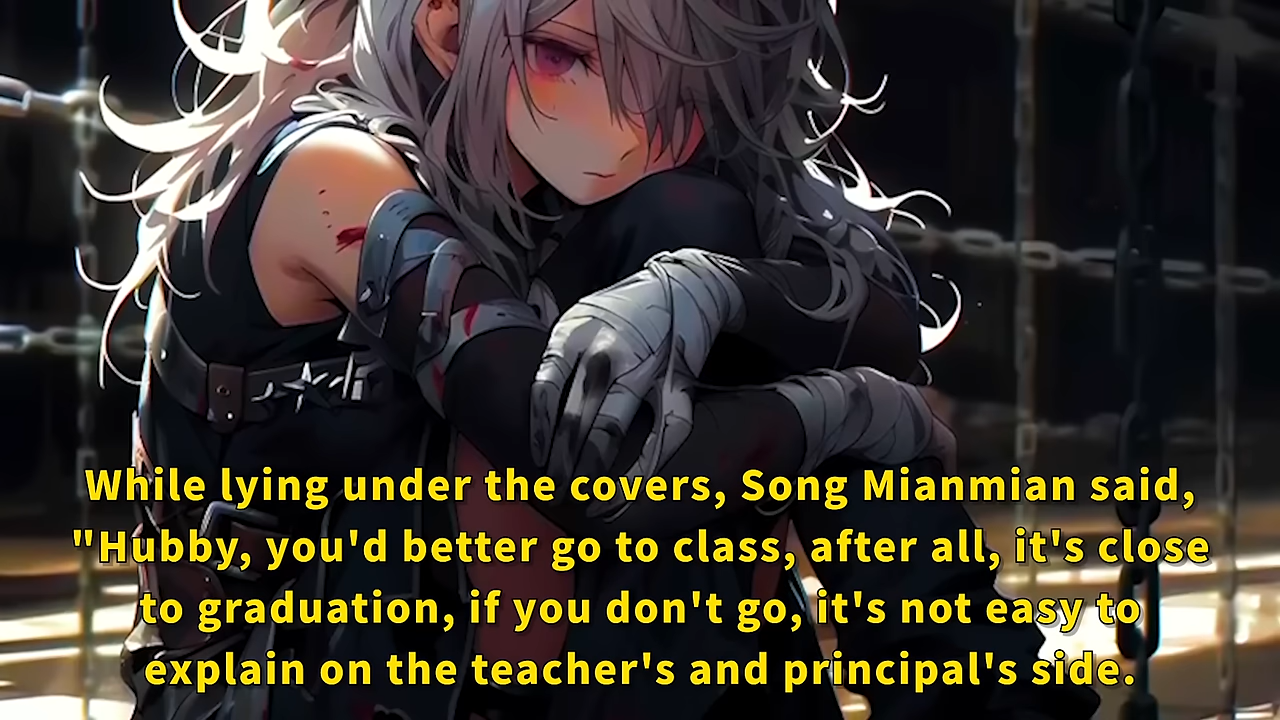 While lying under the covers, Song Mianmian said,
"Hubby, you'd better go to class, after all, it's close
to graduation, if you don't go, it's not easy to
explain on the teacher's and principal's side.